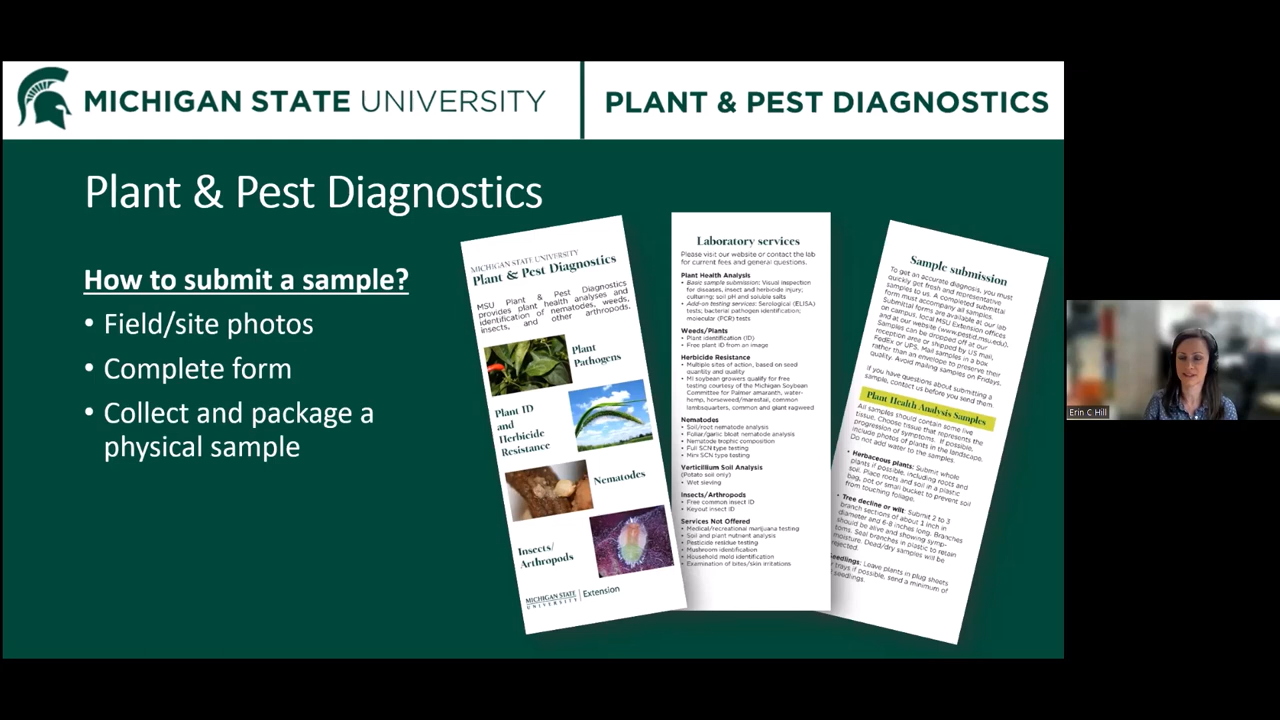 MICHIGAN STATE UNIVERSITY
PLANT & PEST DIAGNOSTICS
Plant & Pest Diagnostics
How to submit a sample?
• Field/site photos
• Complete form
• Collect and package a
physical sample
MICHIGAN STATE UNIVERSITY
Plant & Pest Diagnostics
MSU Plant & Pest Diagnostics
provides plant health analyses and
identification of nematodes, weeds,
insects, and other arthropods.
Plant
Pathogens
Plant ID
and
Herbicide
Resistance
Nematodes
Insects/
Arthropods
MICHIGAN STATE
UNIVERSITY
Extension
Laboratory services
Please visit our website or contact the lab
for current fees and general questions.
Plant Health Analysis
• Basic sample submission: Visual inspection
for diseases, insect and herbicide injury;
culturing; soil pH and soluble salts
• Add-on testing services: Serological (ELISA)
tests; bacterial pathogen identification;
molecular (PCR) tests
Weeds/Plants
• Plant identification (ID)
• Free plant ID from an image
Herbicide Resistance
• Multiple sites of action, based on seed
quantity and quality
• MI soybean growers qualify for free
testing courtesy of the Michigan Soybean
Committee for Palmer amaranth, water-
hemp, horseweed/marestail, common
lambsquarters, common and giant ragweed
Nematodes
• Soil/root nematode analysis
• Foliar/garlic bloat nematode analysis
• Nematode trophic composition
• Full SCN type testing
• Mini SCN type testing
Verticillium Soil Analysis
(Potato soil only)
• Wet sieving
Insects/Arthropods
• Free common insect ID
• Keyout insect ID
Services Not Offered
• Medical/recreational marijuana testing
• Soil and plant nutrient analysis
• Pesticide residue testing
• Mushroom identification
• Household mold identification
• Examination of bites/skin irritations
Sample submission
To get an accurate diagnosis, you must
quickly get fresh and representative
samples to us. A completed submittal
form must accompany all samples.
Submittal forms are available at our lab
on campus, local MSU Extension offices
and at our website (www.pestid.msu.edu).
Samples can be dropped off at our
reception area or shipped by US mail,
FedEx or UPS. Mail samples in a box
rather than an envelope to preserve their
quality. Avoid mailing samples on Fridays.
If you have questions about submitting a
sample, contact us before you send them.
Plant Health Analysis Samples
All samples should contain some live
tissue. Choose tissue that represents the
progression of symptoms. If possible,
include photos of plants in the landscape.
Do not add water to the samples.
• Herbaceous plants: Submit whole
plants if possible, including roots and
soil. Place roots and soil in a plastic
bag, pot or small bucket to prevent soil
from touching foliage.
• Tree decline or wilt: Submit 2 to 3
branch sections of about 1 inch in
diameter and 6-8 inches long. Branches
should be alive and showing symp-
toms. Seal branches in plastic to retain
moisture. Dead/dry samples will be
rejected.
Seedlings: Leave plants in plug sheets
or trays if possible, send a minimum of
seedlings.
Erin C Hill